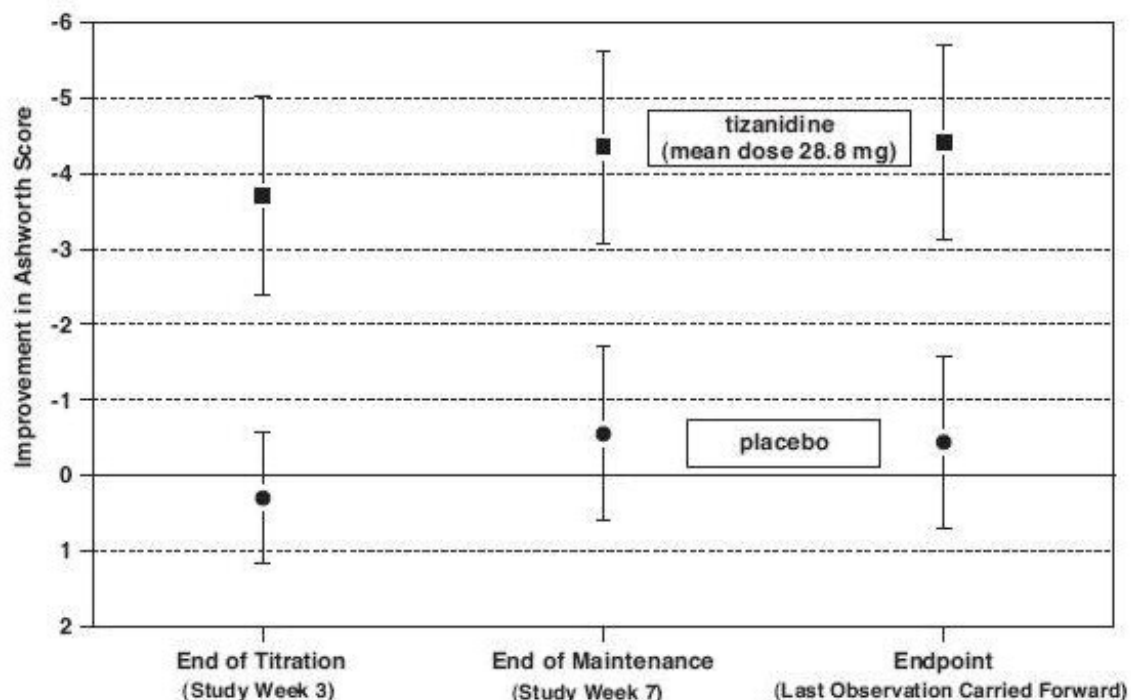 Improvement in Ashworth Score
-6
-5
-4
-3
-2
-1
0
1
2
tizanidine
(mean dose 28.8 mg)
placebo
End of Titration
(Study Week 3)
End of Maintenance
(Study Week 7)
Endpoint
(Last Observation Carried Forward)